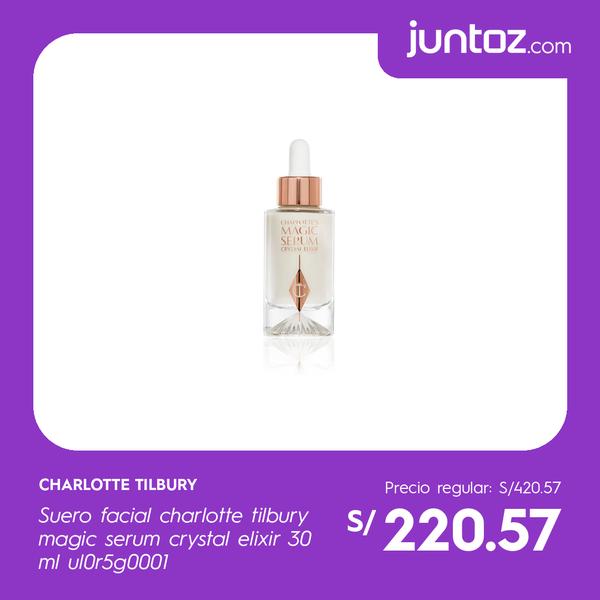 juntoz.com
CHARLOTTE'S
MAGIC
SERUM
CRYSTAL ELIXIR
C
CHARLOTTE TILBURY
Suero facial charlotte tilbury
magic serum crystal elixir 30
ml ul0r5g0001
Precio regular: S/420.57
S/ 220.57